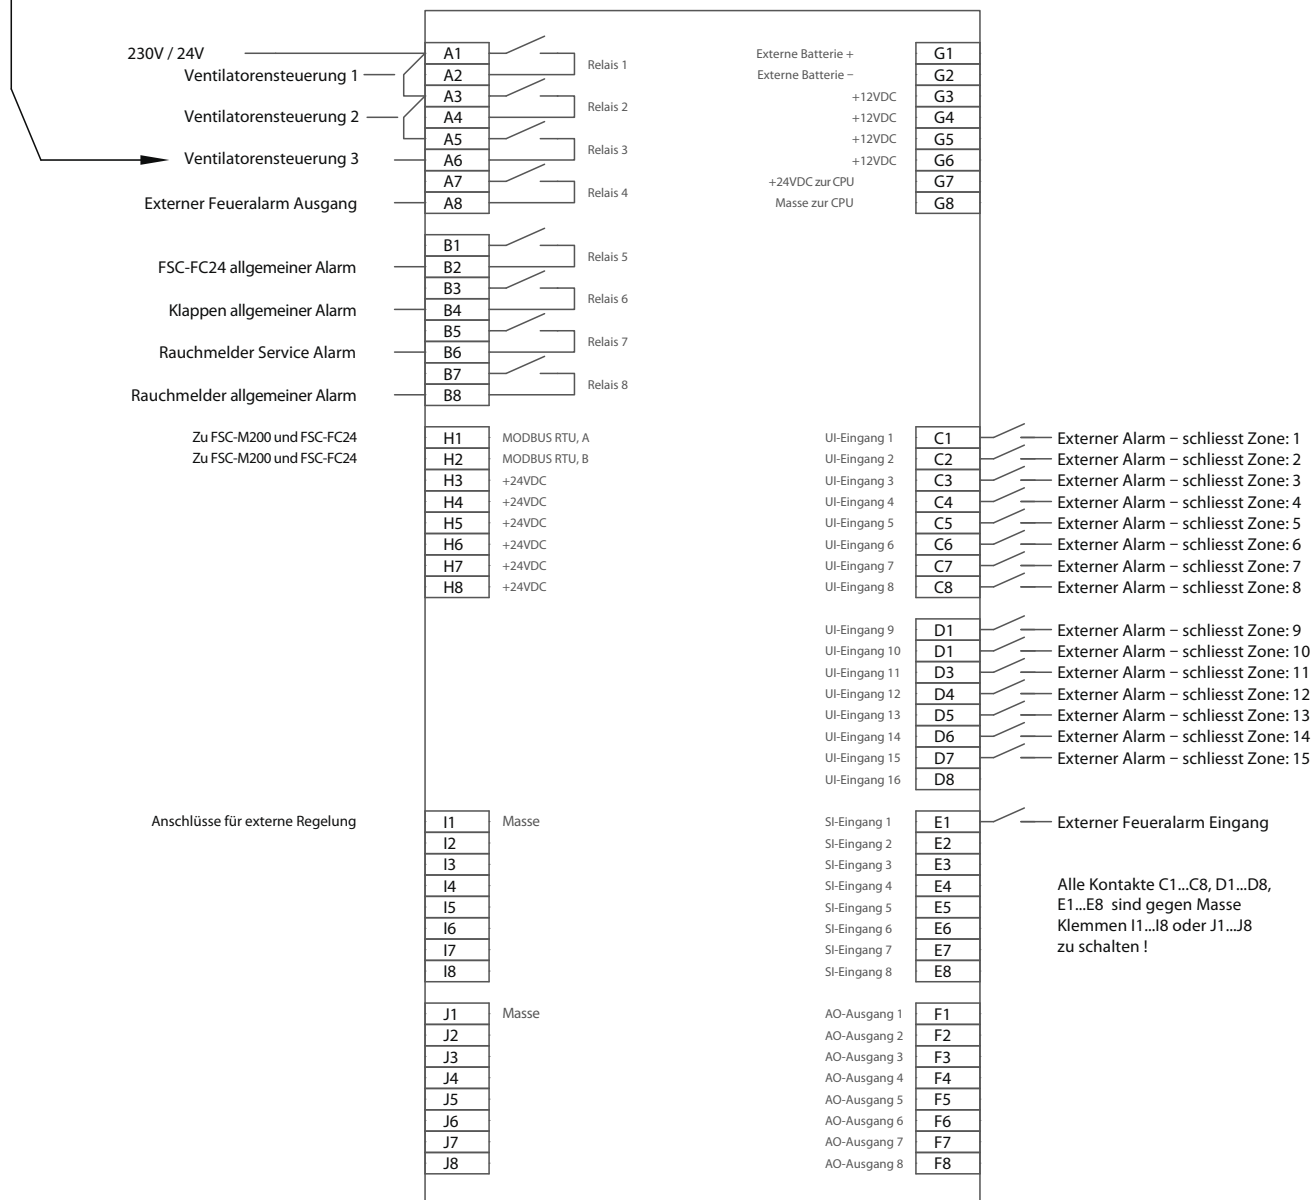 230V / 24V
A1
Relais 1
Ventilatorensteuerung 1
A2
A3
Relais 2
Ventilatorensteuerung 2
A4
A5
Relais 3
Ventilatorensteuerung 3
A6
A7
Relais 4
Externer Feueralarm Ausgang
A8
B1
Relais 5
FSC-FC24 allgemeiner Alarm
B2
B3
Relais 6
Klappen allgemeiner Alarm
B4
B5
Relais 7
Rauchmelder Service Alarm
B6
B7
Relais 8
Rauchmelder allgemeiner Alarm
B8
Externe Batterie + G1
Externe Batterie – G2
+12VDC G3
+12VDC G4
+12VDC G5
+12VDC G6
+24VDC zur CPU G7
Masse zur CPU G8
Zu FSC-M200 und FSC-FC24 H1 MODBUS RTU, A
Zu FSC-M200 und FSC-FC24 H2 MODBUS RTU, B
H3 +24VDC
H4 +24VDC
H5 +24VDC
H6 +24VDC
H7 +24VDC
H8 +24VDC
UI-Eingang 1 C1 Externer Alarm – schliesst Zone: 1
UI-Eingang 2 C2 Externer Alarm – schliesst Zone: 2
UI-Eingang 3 C3 Externer Alarm – schliesst Zone: 3
UI-Eingang 4 C4 Externer Alarm – schliesst Zone: 4
UI-Eingang 5 C5 Externer Alarm – schliesst Zone: 5
UI-Eingang 6 C6 Externer Alarm – schliesst Zone: 6
UI-Eingang 7 C7 Externer Alarm – schliesst Zone: 7
UI-Eingang 8 C8 Externer Alarm – schliesst Zone: 8
UI-Eingang 9 D1 Externer Alarm – schliesst Zone: 9
UI-Eingang 10 D1 Externer Alarm – schliesst Zone: 10
UI-Eingang 11 D3 Externer Alarm – schliesst Zone: 11
UI-Eingang 12 D4 Externer Alarm – schliesst Zone: 12
UI-Eingang 13 D5 Externer Alarm – schliesst Zone: 13
UI-Eingang 14 D6 Externer Alarm – schliesst Zone: 14
UI-Eingang 15 D7 Externer Alarm – schliesst Zone: 15
UI-Eingang 16 D8
Anschlüsse für externe Regelung I1 Masse
I2
I3
I4
I5
I6
I7
I8
SI-Eingang 1 E1 Externer Feueralarm Eingang
SI-Eingang 2 E2
SI-Eingang 3 E3
SI-Eingang 4 E4
SI-Eingang 5 E5
SI-Eingang 6 E6
SI-Eingang 7 E7
SI-Eingang 8 E8
Alle Kontakte C1...C8, D1...D8,
E1...E8 sind gegen Masse
Klemmen I1...I8 oder J1...J8
zu schalten !
J1 Masse
J2
J3
J4
J5
J6
J7
J8
AO-Ausgang 1 F1
AO-Ausgang 2 F2
AO-Ausgang 3 F3
AO-Ausgang 4 F4
AO-Ausgang 5 F5
AO-Ausgang 6 F6
AO-Ausgang 7 F7
AO-Ausgang 8 F8